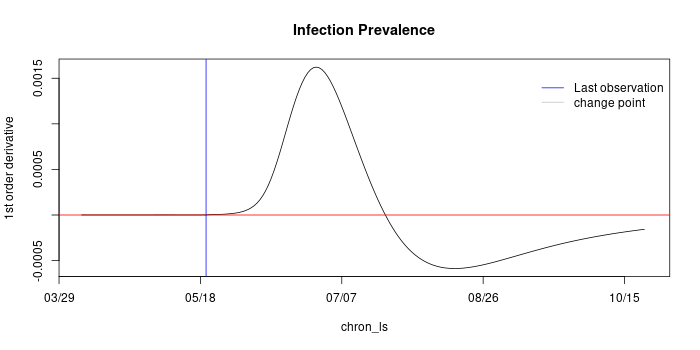 Infection Prevalence
1st order derivative
0.0015
0.0005
-0.0005
Last observation
change point
03/29
05/18
07/07
08/26
10/15
chron_ls